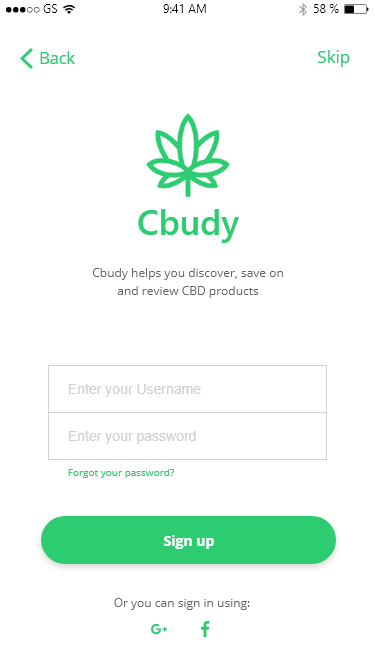 GS 9:41 AM 58 %
Back Skip
Cbudy
Cbudy helps you discover, save on
and review CBD products
Enter your Username
Enter your password
Forgot your password?
Sign up
Or you can sign in using:
G+ f